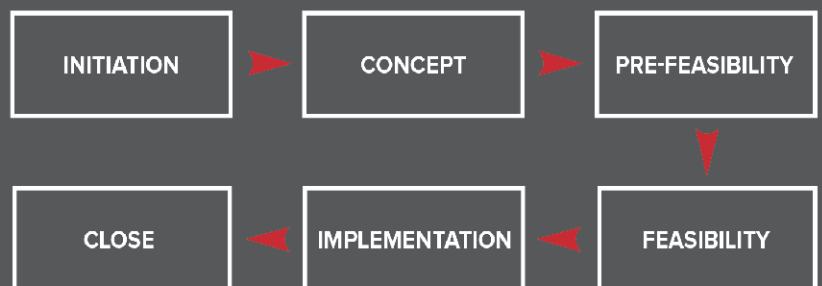 INITIATION
CONCEPT
PRE-FEASIBILITY
FEASIBILITY
IMPLEMENTATION
CLOSE